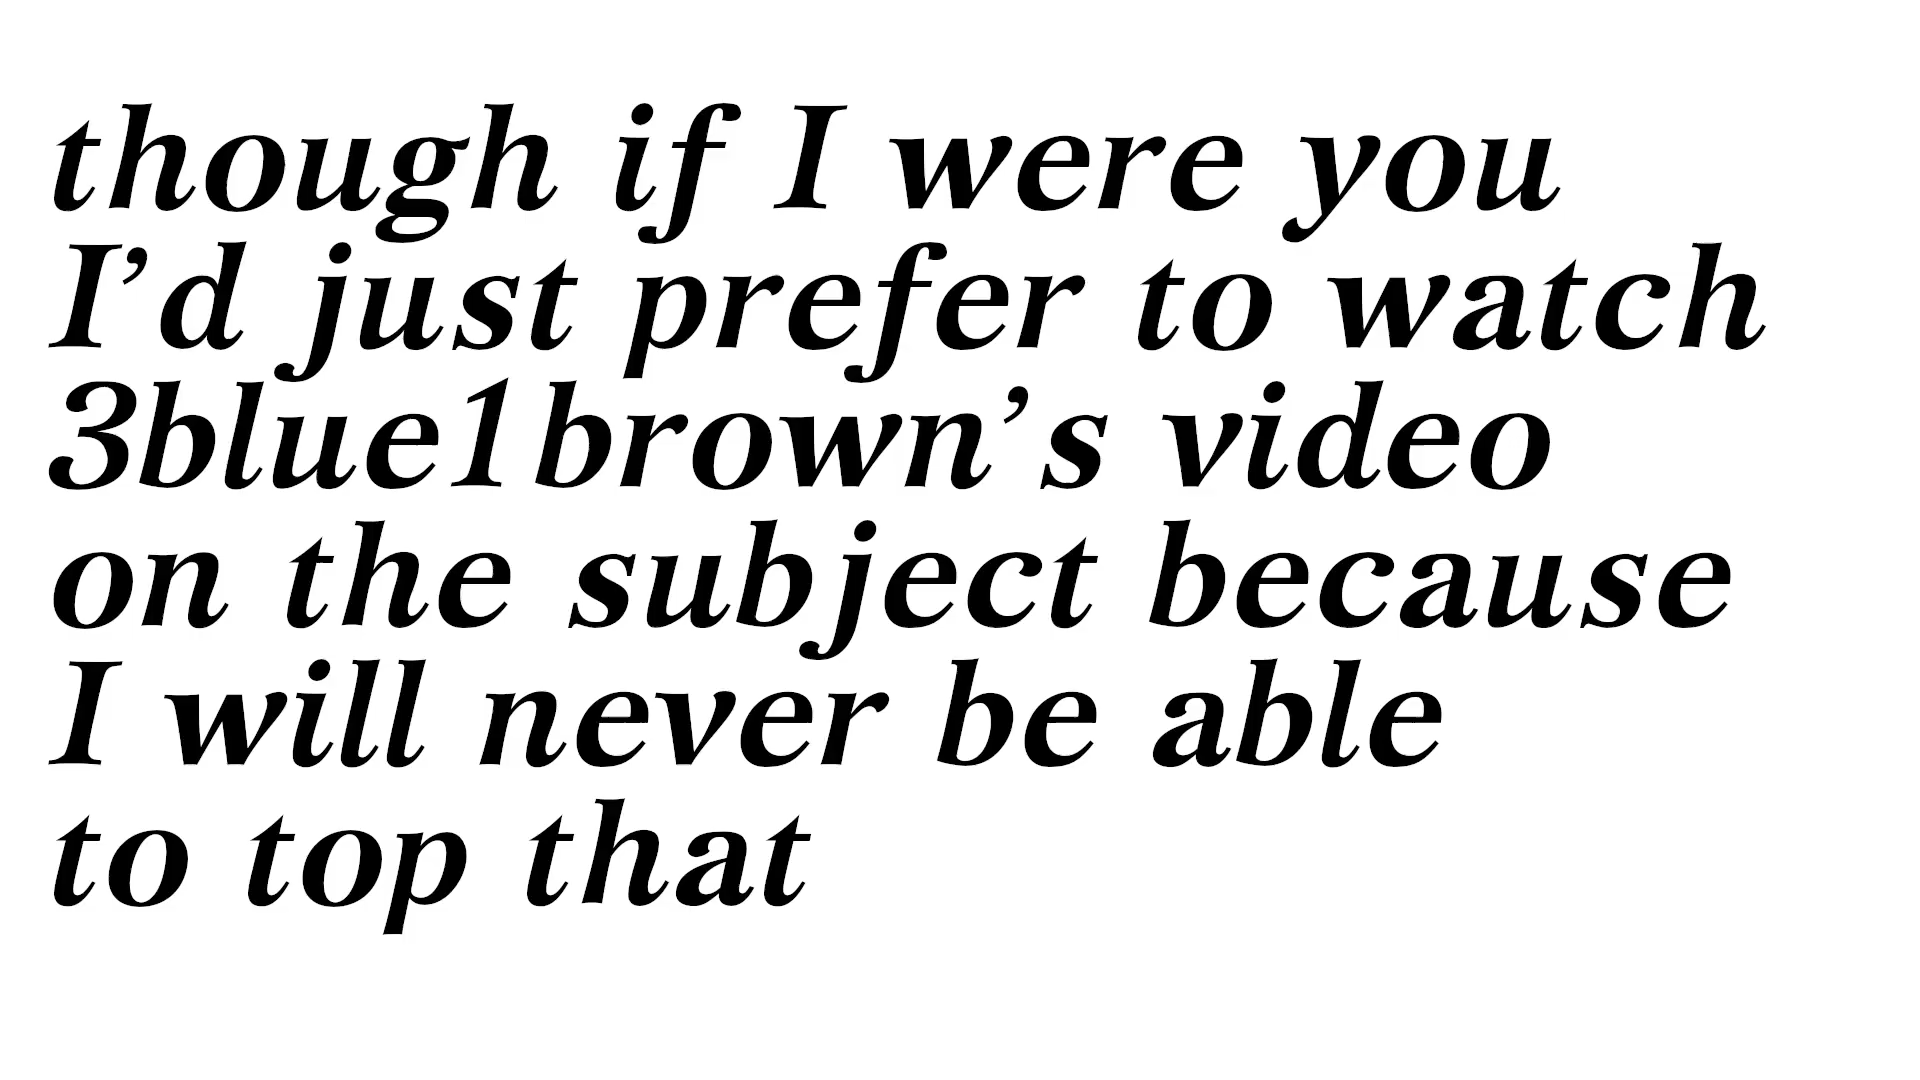 though if I were you
I’d just prefer to watch
3blue1brown’s video
on the subject because
I will never be able
to top that